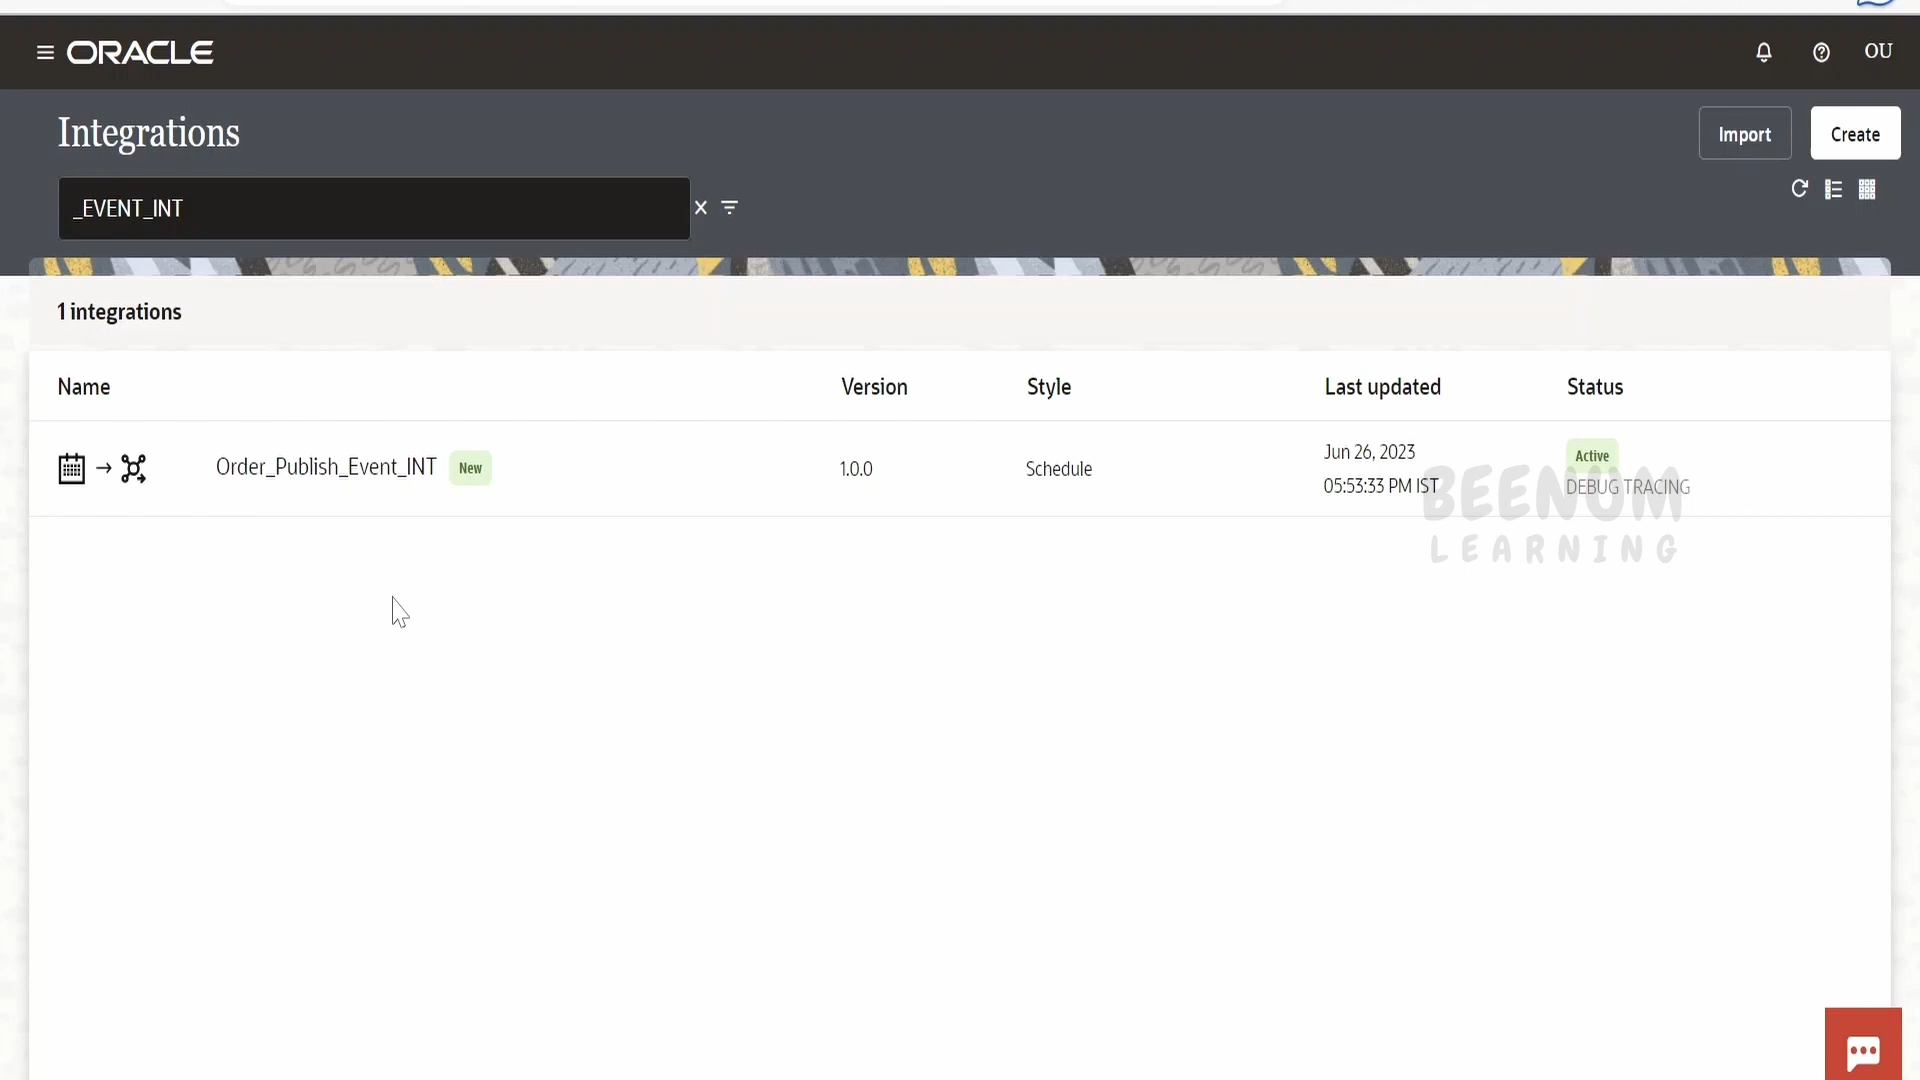 ORACLE
OU
Integrations
Import
Create
_EVENT_INT
X
1 integrations
Name
Version
Style
Last updated
Status
Order_Publish_Event_INT
New
1.0.0
Schedule
Jun 26, 2023
05:53:33 PM IST
Active
DEBUG TRACING
BEENUM
LEARNING